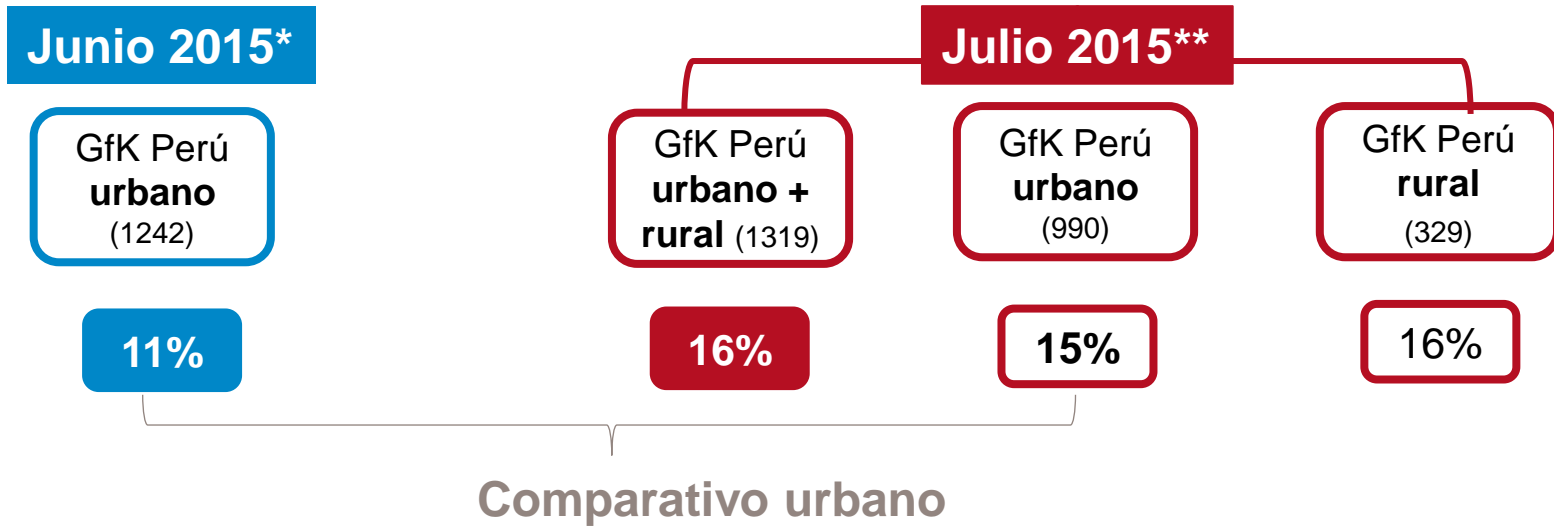 Junio 2015*
Julio 2015**
GfK Perú
urbano
(1242)
GfK Perú
urbano +
rural (1319)
GfK Perú
urbano
(990)
GfK Perú
rural
(329)
11%
16%
15%
16%
Comparativo urbano